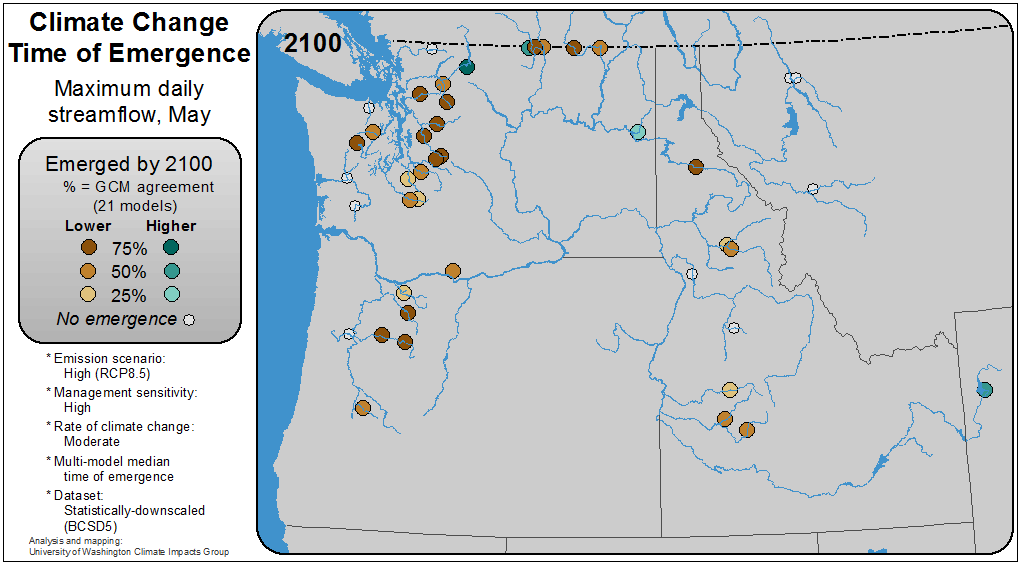 Climate Change
Time of Emergence
Maximum daily
streamflow, May
Emerged by 2100
% = GCM agreement
(21 models)
Lower Higher
75%
50%
25%
No emergence
* Emission scenario:
High (RCP8.5)
* Management sensitivity:
High
* Rate of climate change:
Moderate
* Multi-model median
time of emergence
* Dataset:
Statistically-downscaled
(BCSD5)
Analysis and mapping:
University of Washington Climate Impacts Group
2100